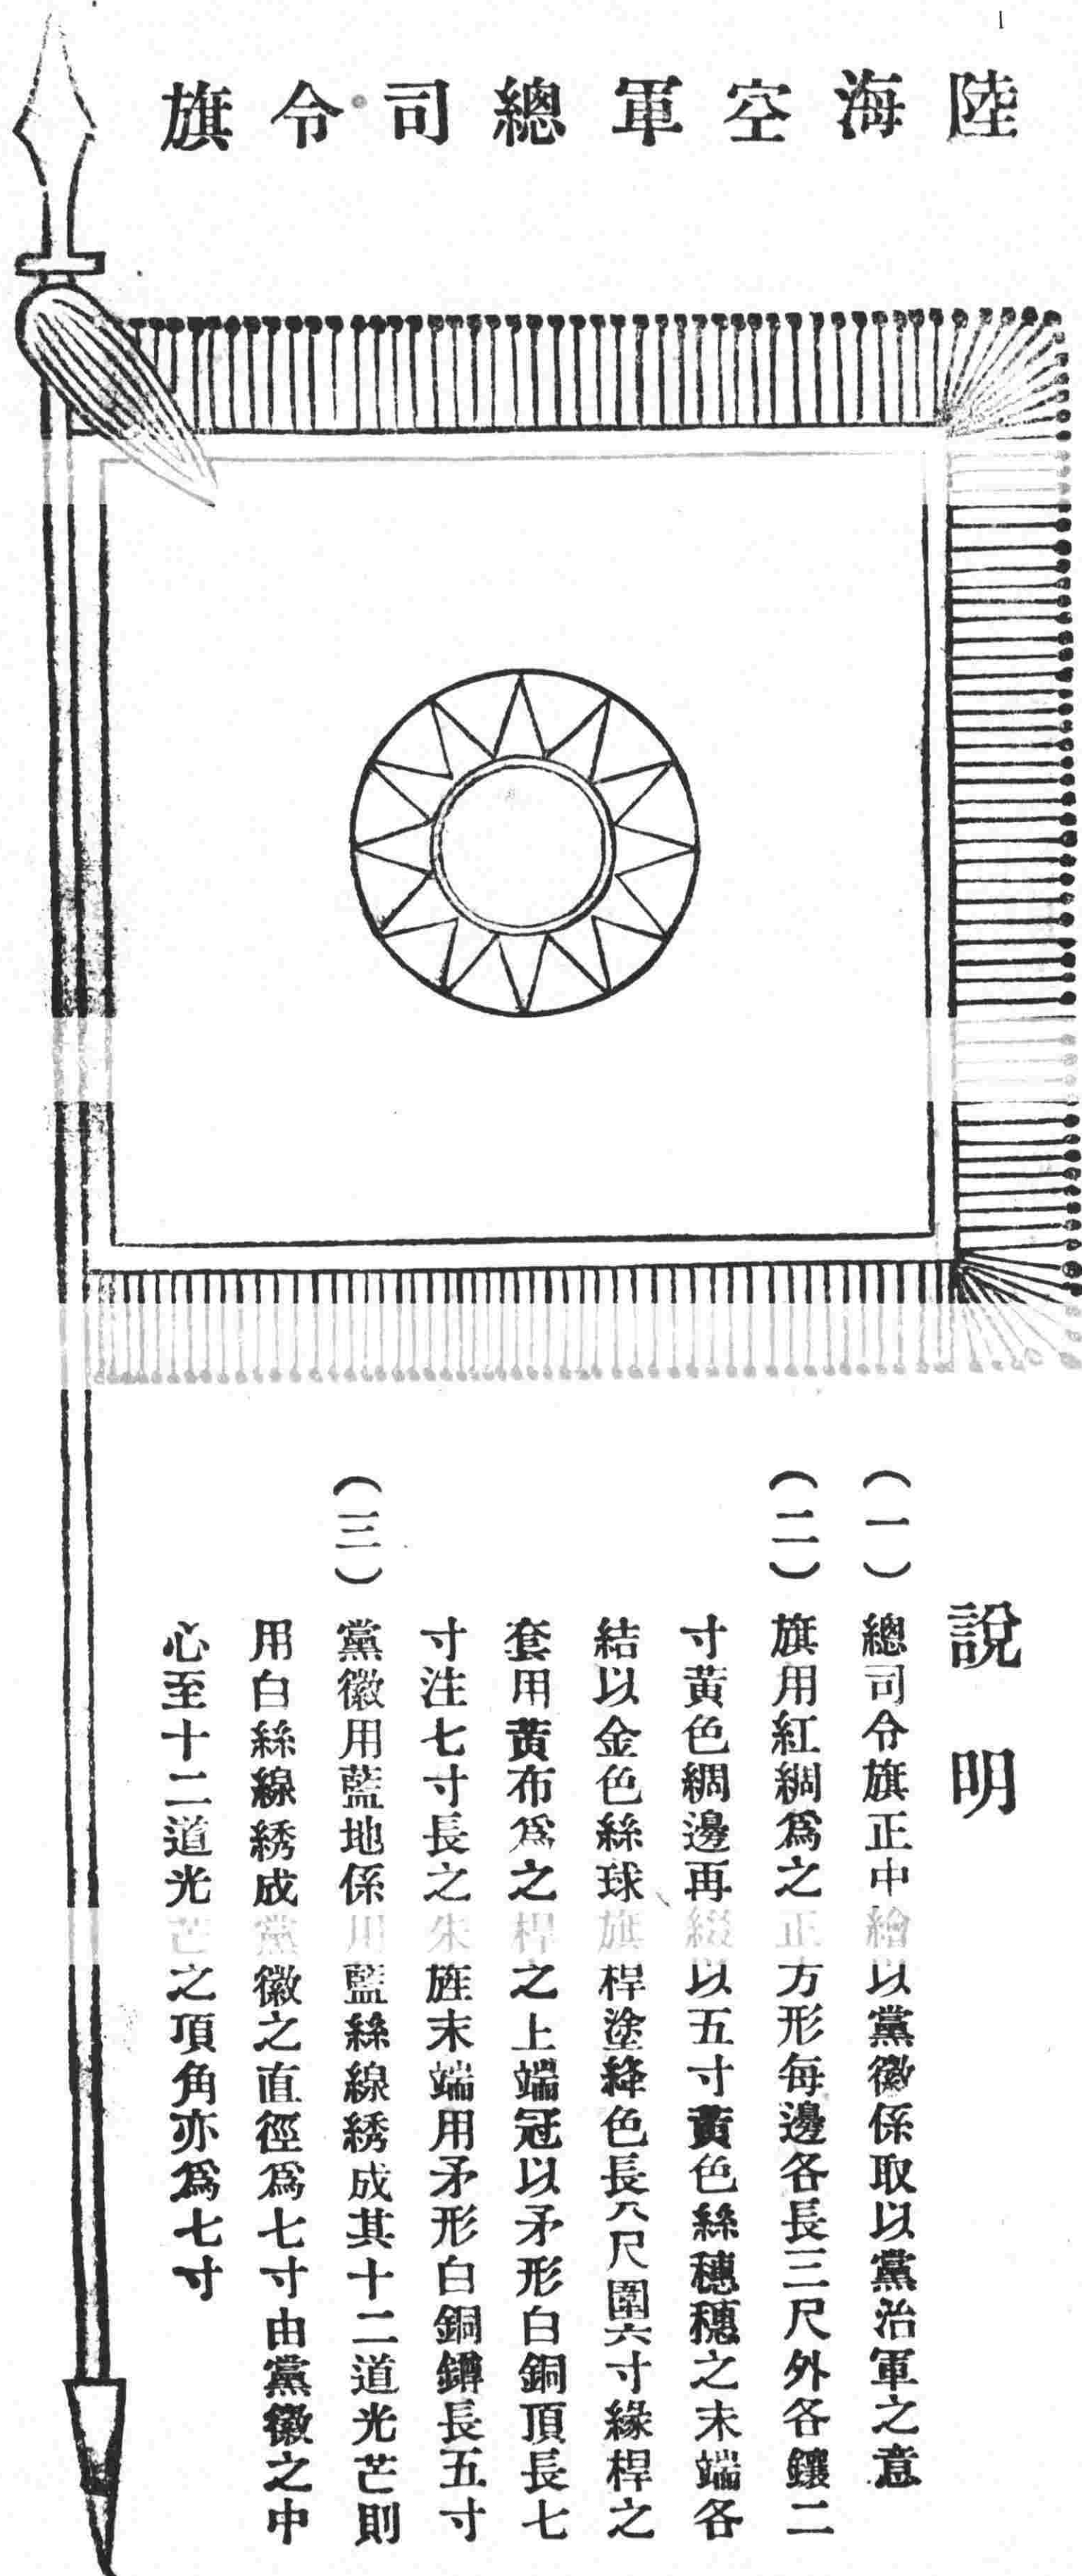 陸海空軍總司令旗
說明
(一)總司令旗正中繪以黨徽係取以黨治軍之意
(二)旗用紅綢爲之正方形每邊各長三尺外各鑲二
寸黃色綢邊再綴以五寸黃色絲穗穗之末端各
結以金色絲球旗桿塗絳色長八尺圍六寸緣桿之
套用黃布爲之桿之上端冠以矛形白銅頂長七
寸注七寸長之朱旌末端用矛形白銅鐏長五寸
(三)黨徽用藍地係用藍絲線綉成其十二道光芒則
用白絲線綉成黨徽之直徑爲七寸由黨徽之中
心至十二道光芒之頂角亦爲七寸